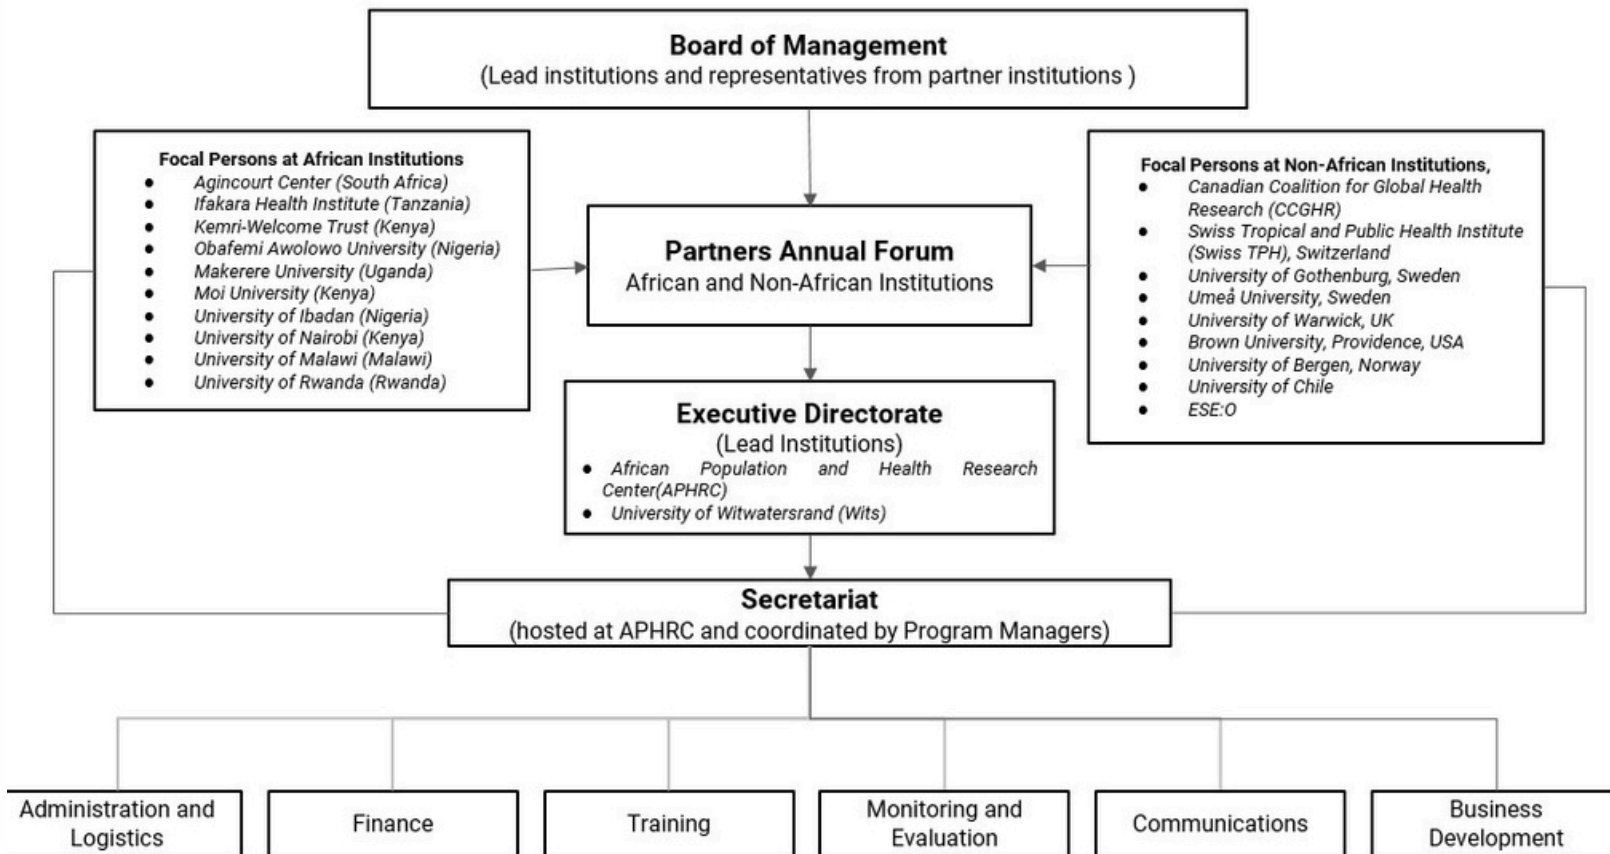 Board of Management
(Lead institutions and representatives from partner institutions )
Focal Persons at African Institutions
● Agincourt Center (South Africa)
● Ifakara Health Institute (Tanzania)
● Kemri-Welcome Trust (Kenya)
● Obafemi Awolowo University (Nigeria)
● Makerere University (Uganda)
● Moi University (Kenya)
● University of Ibadan (Nigeria)
● University of Nairobi (Kenya)
● University of Malawi (Malawi)
● University of Rwanda (Rwanda)
Partners Annual Forum
African and Non-African Institutions
Focal Persons at Non-African Institutions,
● Canadian Coalition for Global Health
Research (CCGHR)
● Swiss Tropical and Public Health Institute
(Swiss TPH), Switzerland
● University of Gothenburg, Sweden
● Umeå University, Sweden
● University of Warwick, UK
● Brown University, Providence, USA
● University of Bergen, Norway
● University of Chile
● ESE:O
Executive Directorate
(Lead Institutions)
● African Population and Health Research
Center(APHRC)
● University of Witwatersrand (Wits)
Secretariat
(hosted at APHRC and coordinated by Program Managers)
Administration and
Logistics
Finance
Training
Monitoring and
Evaluation
Communications
Business
Development